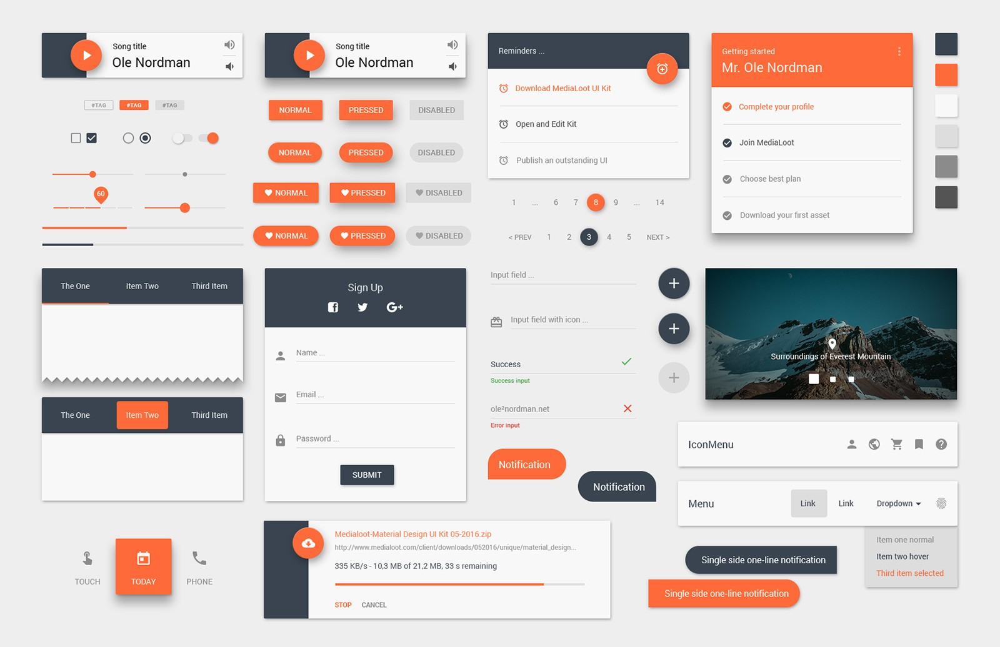 Song title
Ole Nordman
#TAG #TAG #TAG
60
Song title
Ole Nordman
NORMAL PRESSED DISABLED
NORMAL PRESSED DISABLED
NORMAL PRESSED DISABLED
NORMAL PRESSED DISABLED
Reminders ...
Download MediaLoot UI Kit
Open and Edit Kit
Publish an outstanding UI
1 ... 6 7 8 9 ... 14
< PREV 1 2 3 4 5 NEXT >
Getting started
Mr. Ole Nordman
Complete your profile
Join MediaLoot
Choose best plan
Download your first asset
The One Item Two Third Item
The One Item Two Third Item
Sign Up
G+
Name ...
Email ...
Password ...
SUBMIT
Input field ...
Input field with icon ...
Success
Success input
ole²nordman.net
Error input
Notification
Notification
Surroundings of Everest Mountain
IconMenu
Menu Link Link Dropdown
Item one normal
Item two hover
Third item selected
TOUCH TODAY PHONE
Medialoot-Material Design UI Kit 05-2016.zip
http://www.medialoot.com/client/downloads/052016/unique/material_design...
335 KB/s - 10,3 MB of 21,2 MB, 33 s remaining
STOP CANCEL
Single side one-line notification
Single side one-line notification